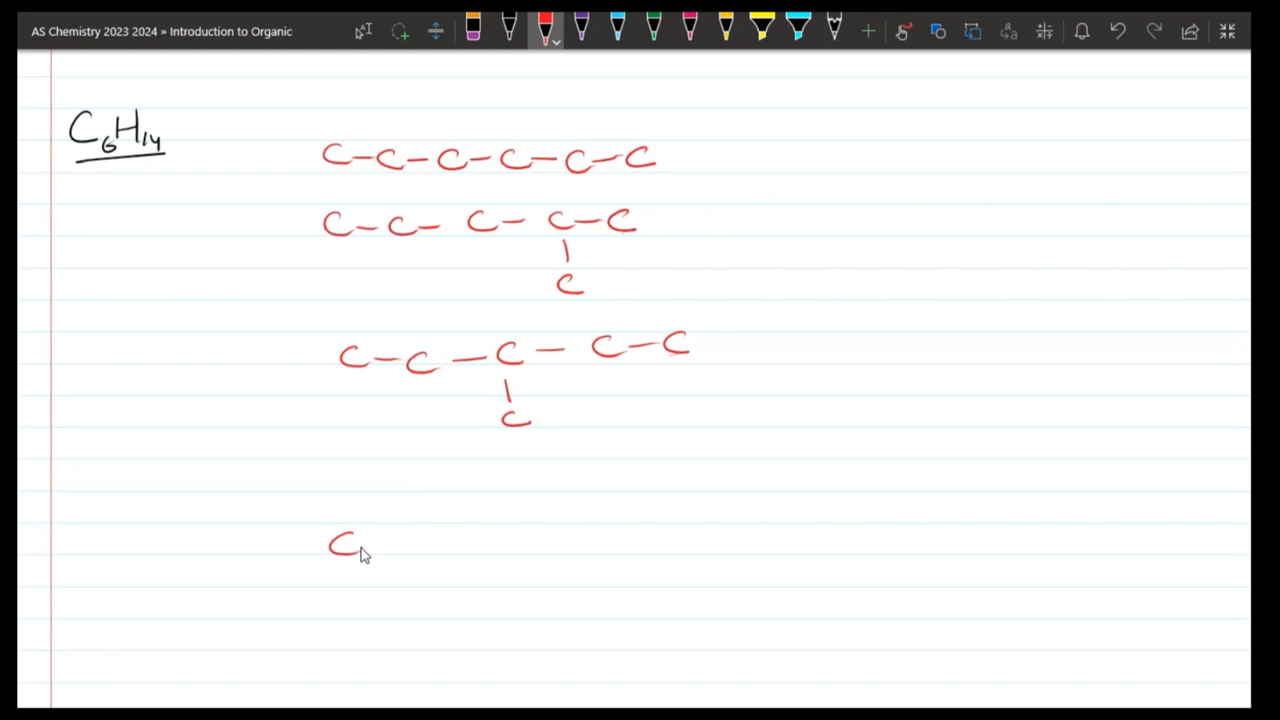 AS Chemistry 2023 2024 » Introduction to Organic
C₆H₁₄
C-C-C-C-C-C
C-C-C-C-C
C
C-C-C-C-C
C
C